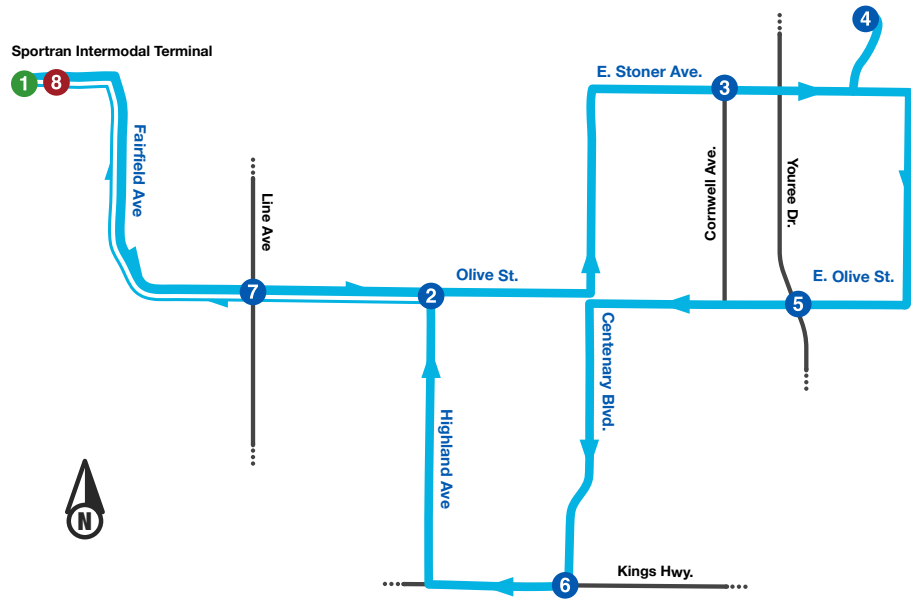 4
Sportran Intermodal Terminal
E. Stoner Ave.
1
8
3
Fairfield Ave
Cornwell Ave.
Youree Dr.
Line Ave
Olive St.
E. Olive St.
7
2
5
Centenary Blvd.
Highland Ave
N
Kings Hwy.
6